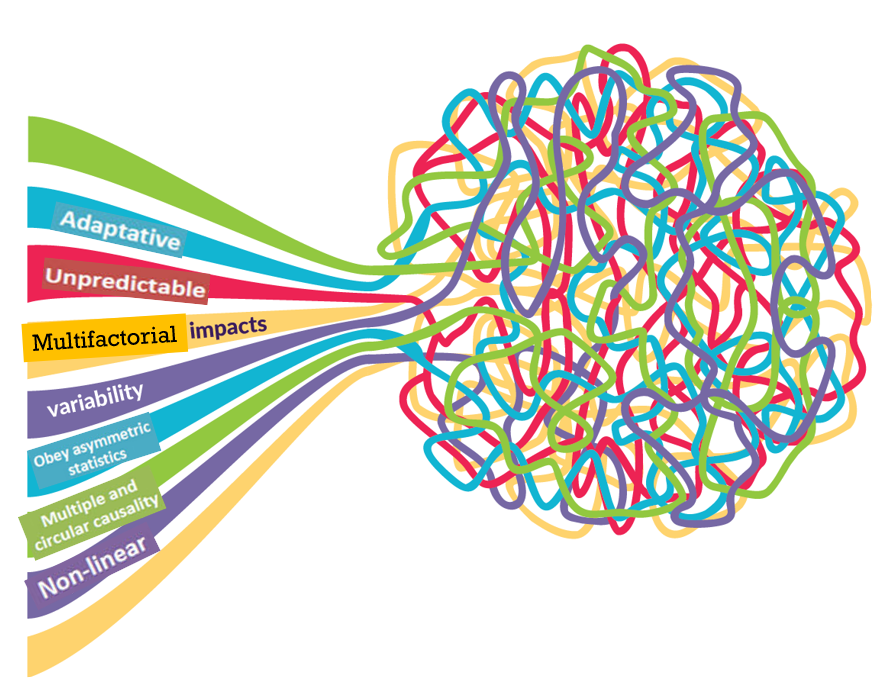 Adaptative
Unpredictable
Multifactorial impacts
variability
Obey asymmetric
statistics
Multiple and
circular causality
Non-linear